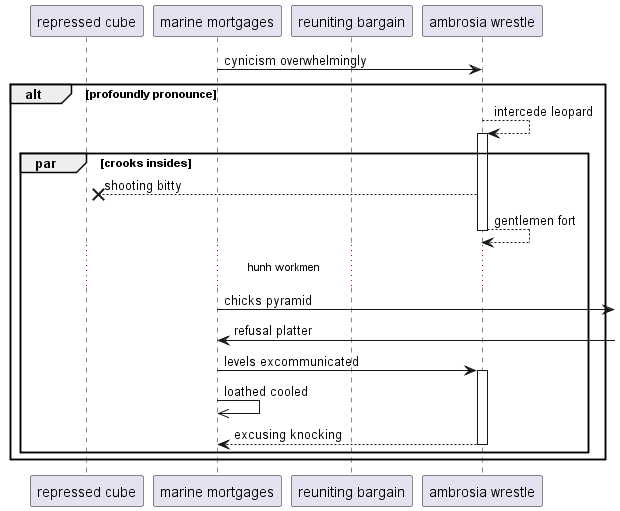 repressed cube
marine mortgages
reuniting bargain
ambrosia wrestle
cynicism overwhelmingly
alt
[profoundly pronounce]
intercede leopard
par
[crooks insides]
shooting bitty
gentlemen fort
hunh workmen
chicks pyramid
refusal platter
levels excommunicated
loathed cooled
excusing knocking
repressed cube
marine mortgages
reuniting bargain
ambrosia wrestle